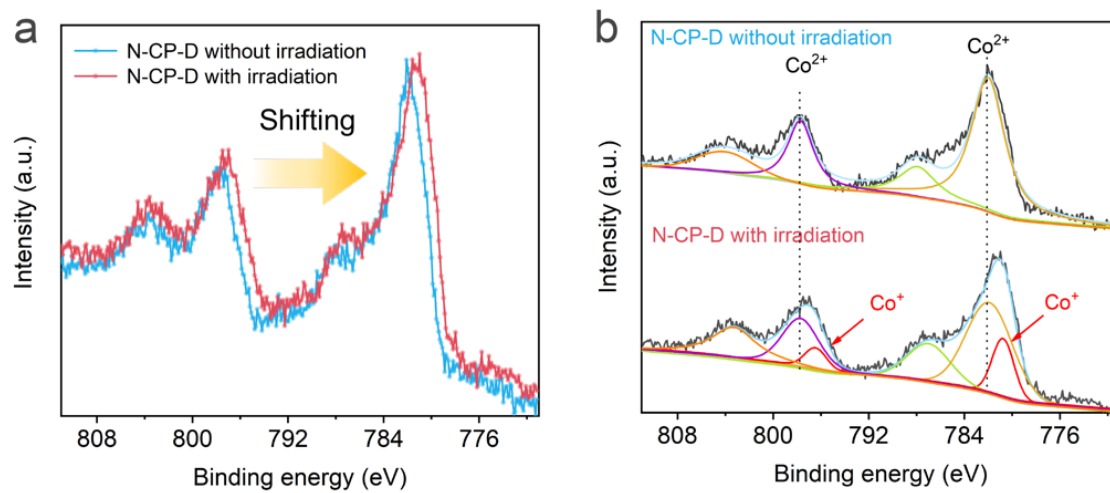 a
N-CP-D without irradiation
N-CP-D with irradiation
Shifting
Intensity (a.u.)
808 800 792 784 776
Binding energy (eV)
b
N-CP-D without irradiation
Co²⁺
Co²⁺
N-CP-D with irradiation
Co⁺
Co⁺
Intensity (a.u.)
808 800 792 784 776
Binding energy (eV)